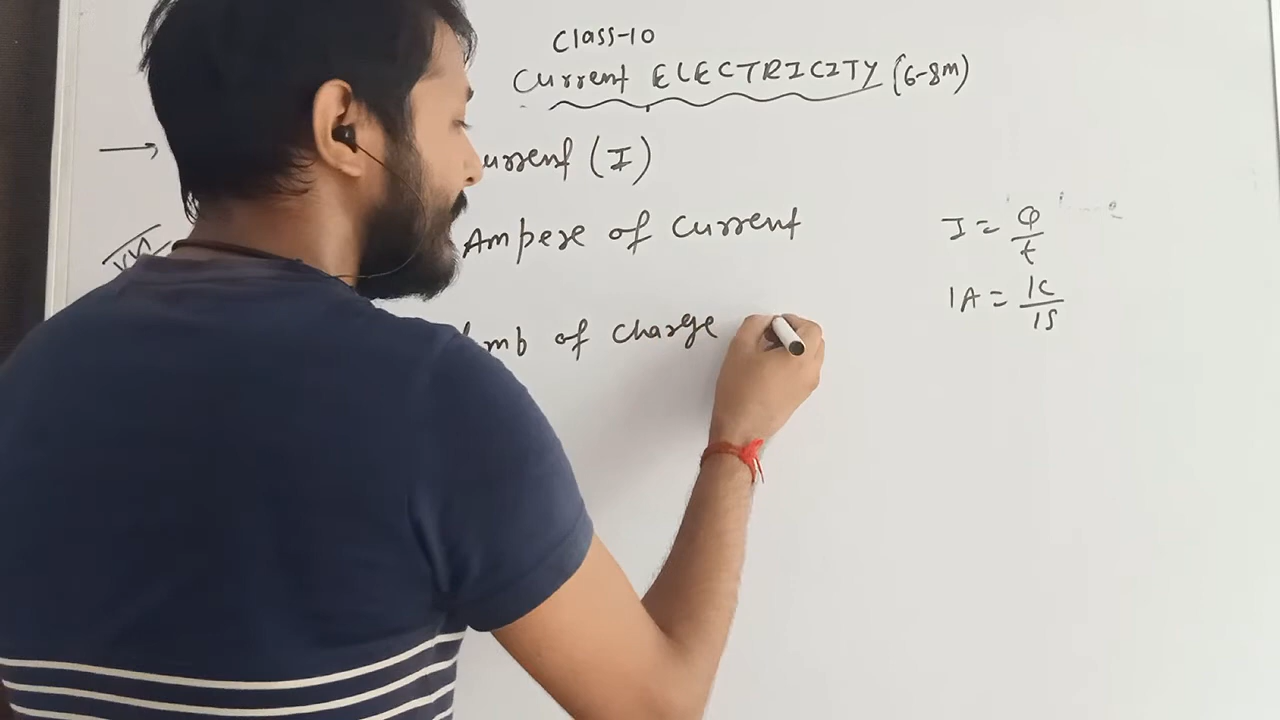 Class-10
Current ELECTRICITY (6-8m)
→ urrent (I)
Ampere of Current
mb of charge
I = Q/t
1A = 1C/1S